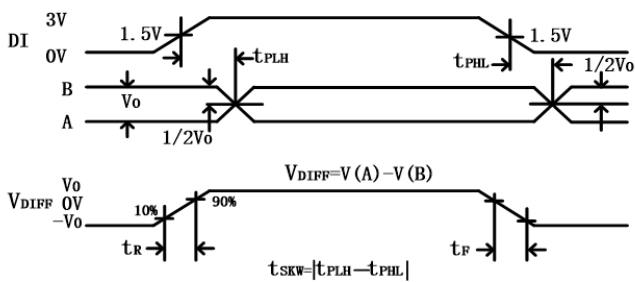 3V
DI
1.5V
1.5V
0V
tPLH
tPHL
1/2Vo
B
Vo
A
1/2Vo
VDIFF=V(A)-V(B)
Vo
VDIFF 0V
-Vo
10%
90%
tR
tF
tSKW=|tPLH-tPHL|